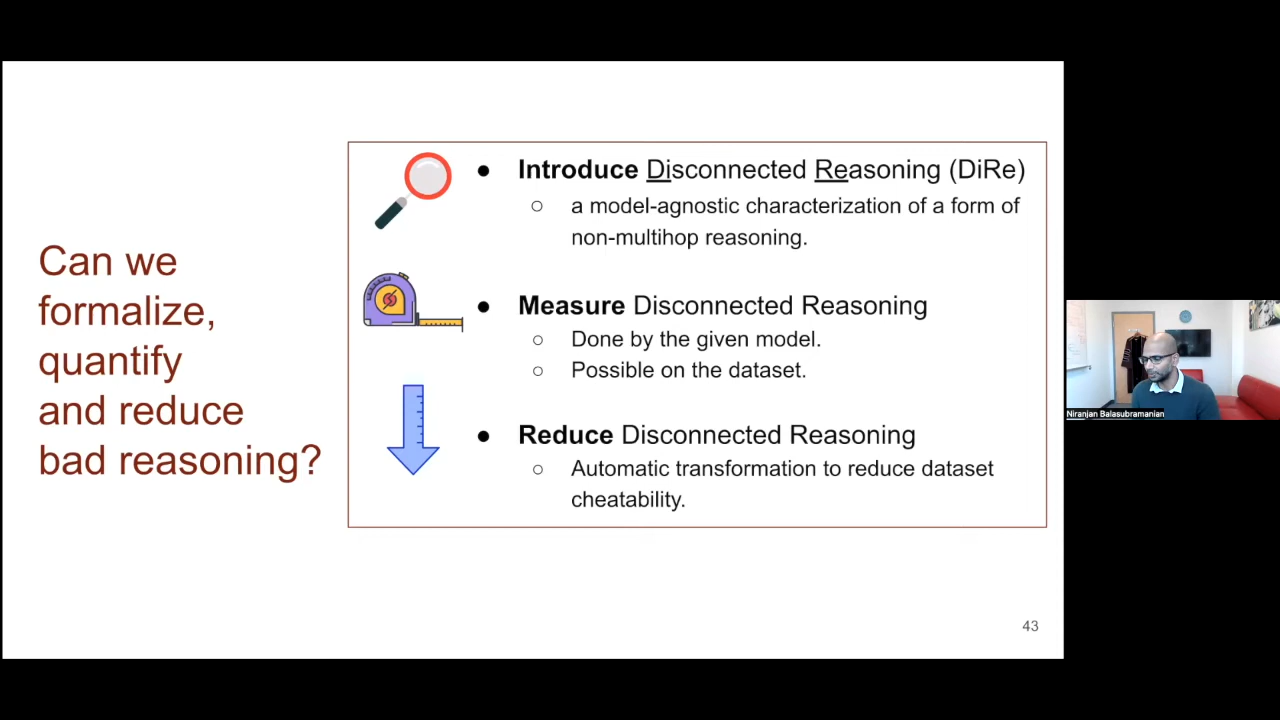 Can we
formalize,
quantify
and reduce
bad reasoning?
● Introduce Disconnected Reasoning (DiRe)
○ a model-agnostic characterization of a form of
non-multihop reasoning.
● Measure Disconnected Reasoning
○ Done by the given model.
○ Possible on the dataset.
● Reduce Disconnected Reasoning
○ Automatic transformation to reduce dataset
cheatability.
43
Niranjan Balasubramanian